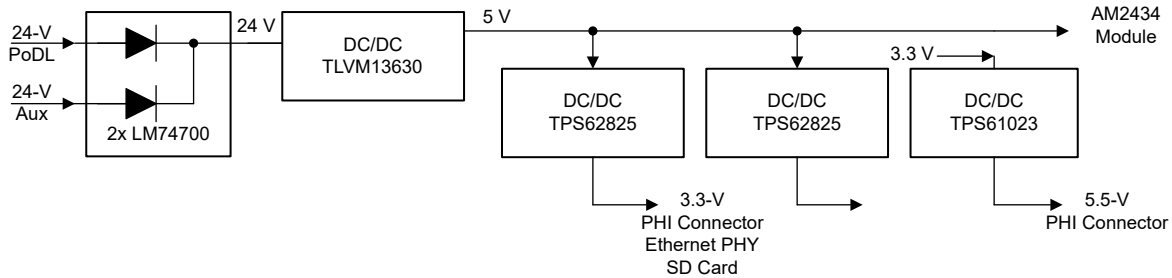 24-V
PoDL
24-V
Aux
2x LM74700
24 V
DC/DC
TLVM13630
5 V
AM2434
Module
3.3 V
DC/DC
TPS62825
DC/DC
TPS62825
DC/DC
TPS61023
3.3-V
PHI Connector
Ethernet PHY
SD Card
5.5-V
PHI Connector